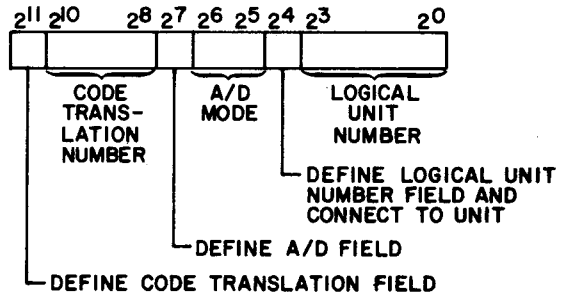 2¹¹ 2¹⁰ 2⁸ 2⁷ 2⁶ 2⁵ 2⁴ 2³ 2⁰
CODE
TRANS-
LATION
NUMBER
A/D
MODE
LOGICAL
UNIT
NUMBER
DEFINE LOGICAL UNIT
NUMBER FIELD AND
CONNECT TO UNIT
DEFINE A/D FIELD
DEFINE CODE TRANSLATION FIELD